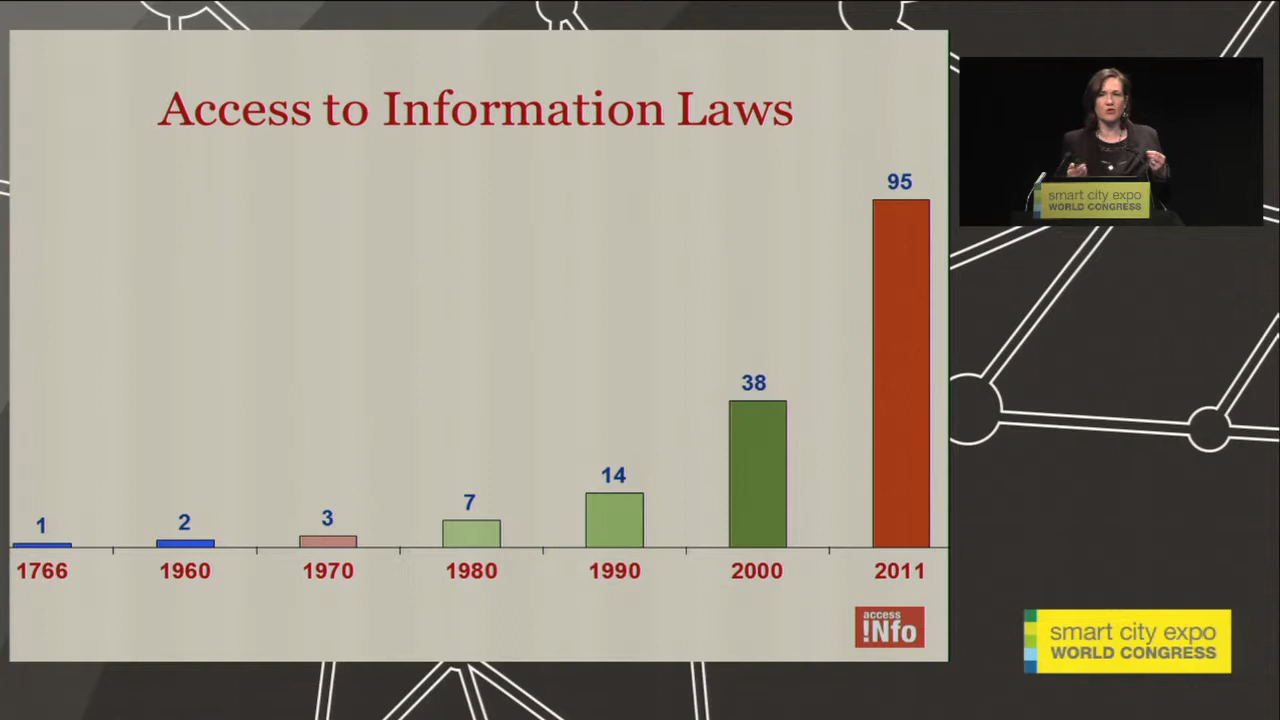 Access to Information Laws
95
38
14
7
3
2
1
1766 1960 1970 1980 1990 2000 2011
access
!Nfo
smart city expo
WORLD CONGRESS
smart city expo
WORLD CONGRESS